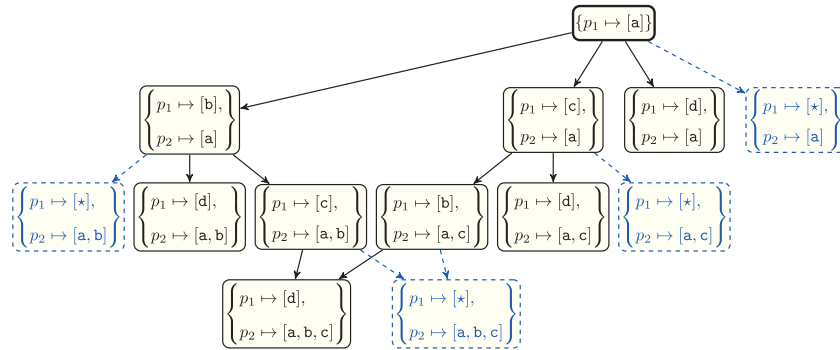 {p₁ ↦ [a]}
p₁ ↦ [b],
p₂ ↦ [a]
p₁ ↦ [c],
p₂ ↦ [a]
p₁ ↦ [d],
p₂ ↦ [a]
p₁ ↦ [⋆],
p₂ ↦ [a]
p₁ ↦ [⋆],
p₂ ↦ [a, b]
p₁ ↦ [d],
p₂ ↦ [a, b]
p₁ ↦ [c],
p₂ ↦ [a, b]
p₁ ↦ [b],
p₂ ↦ [a, c]
p₁ ↦ [d],
p₂ ↦ [a, c]
p₁ ↦ [⋆],
p₂ ↦ [a, c]
p₁ ↦ [d],
p₂ ↦ [a, b, c]
p₁ ↦ [⋆],
p₂ ↦ [a, b, c]